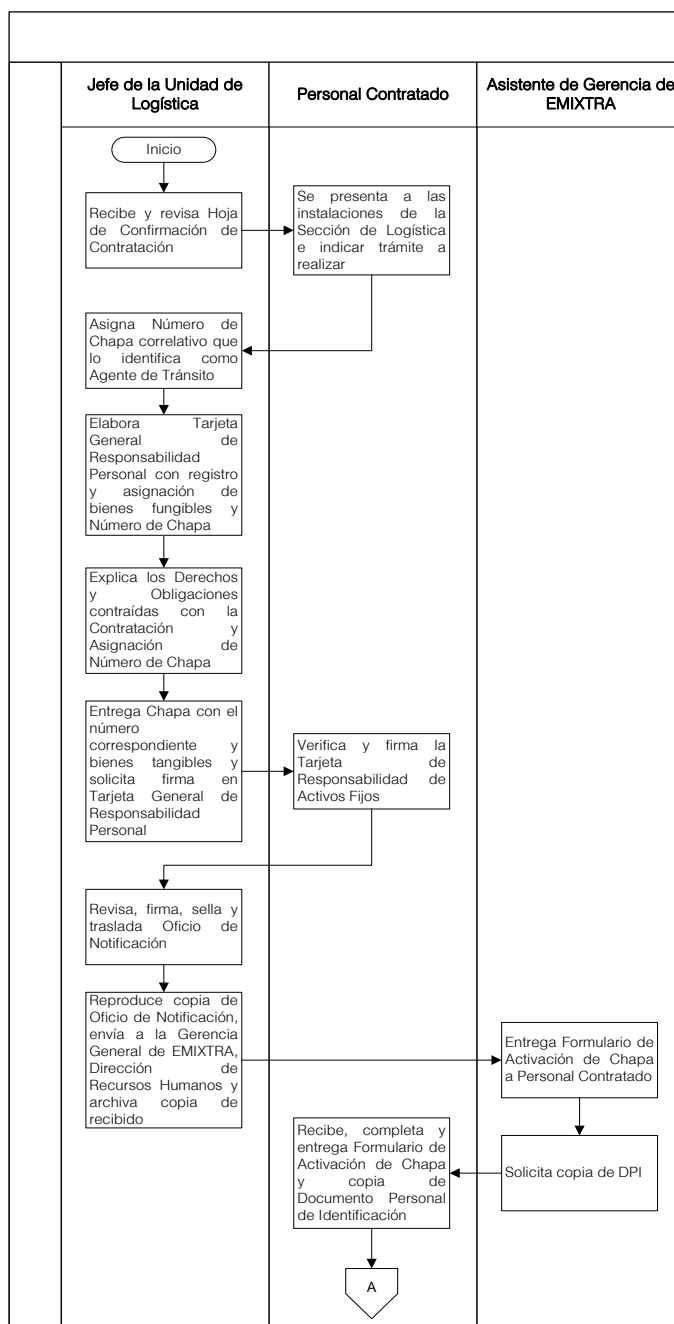 Jefe de la Unidad de
Logística
Personal Contratado
Asistente de Gerencia de
EMIXTRA
Inicio
Recibe y revisa Hoja
de Confirmación de
Contratación
Se presenta a las
instalaciones de la
Sección de Logística
e indicar trámite a
realizar
Asigna Número de
Chapa correlativo que
lo identifica como
Agente de Tránsito
Elabora Tarjeta
General de
Responsabilidad
Personal con registro
y asignación de
bienes fungibles y
Número de Chapa
Explica los Derechos
y Obligaciones
contraídas con la
Contratación y
Asignación de
Número de Chapa
Entrega Chapa con el
número
correspondiente y
bienes tangibles y
solicita firma en
Tarjeta General de
Responsabilidad
Personal
Verifica y firma la
Tarjeta de
Responsabilidad de
Activos Fijos
Revisa, firma, sella y
traslada Oficio de
Notificación
Reproduce copia de
Oficio de Notificación,
envía a la Gerencia
General de EMIXTRA,
Dirección de
Recursos Humanos y
archiva copia de
recibido
Entrega Formulario de
Activación de Chapa
a Personal Contratado
Solicita copia de DPI
Recibe, completa y
entrega Formulario de
Activación de Chapa
y copia de
Documento Personal
de Identificación
A